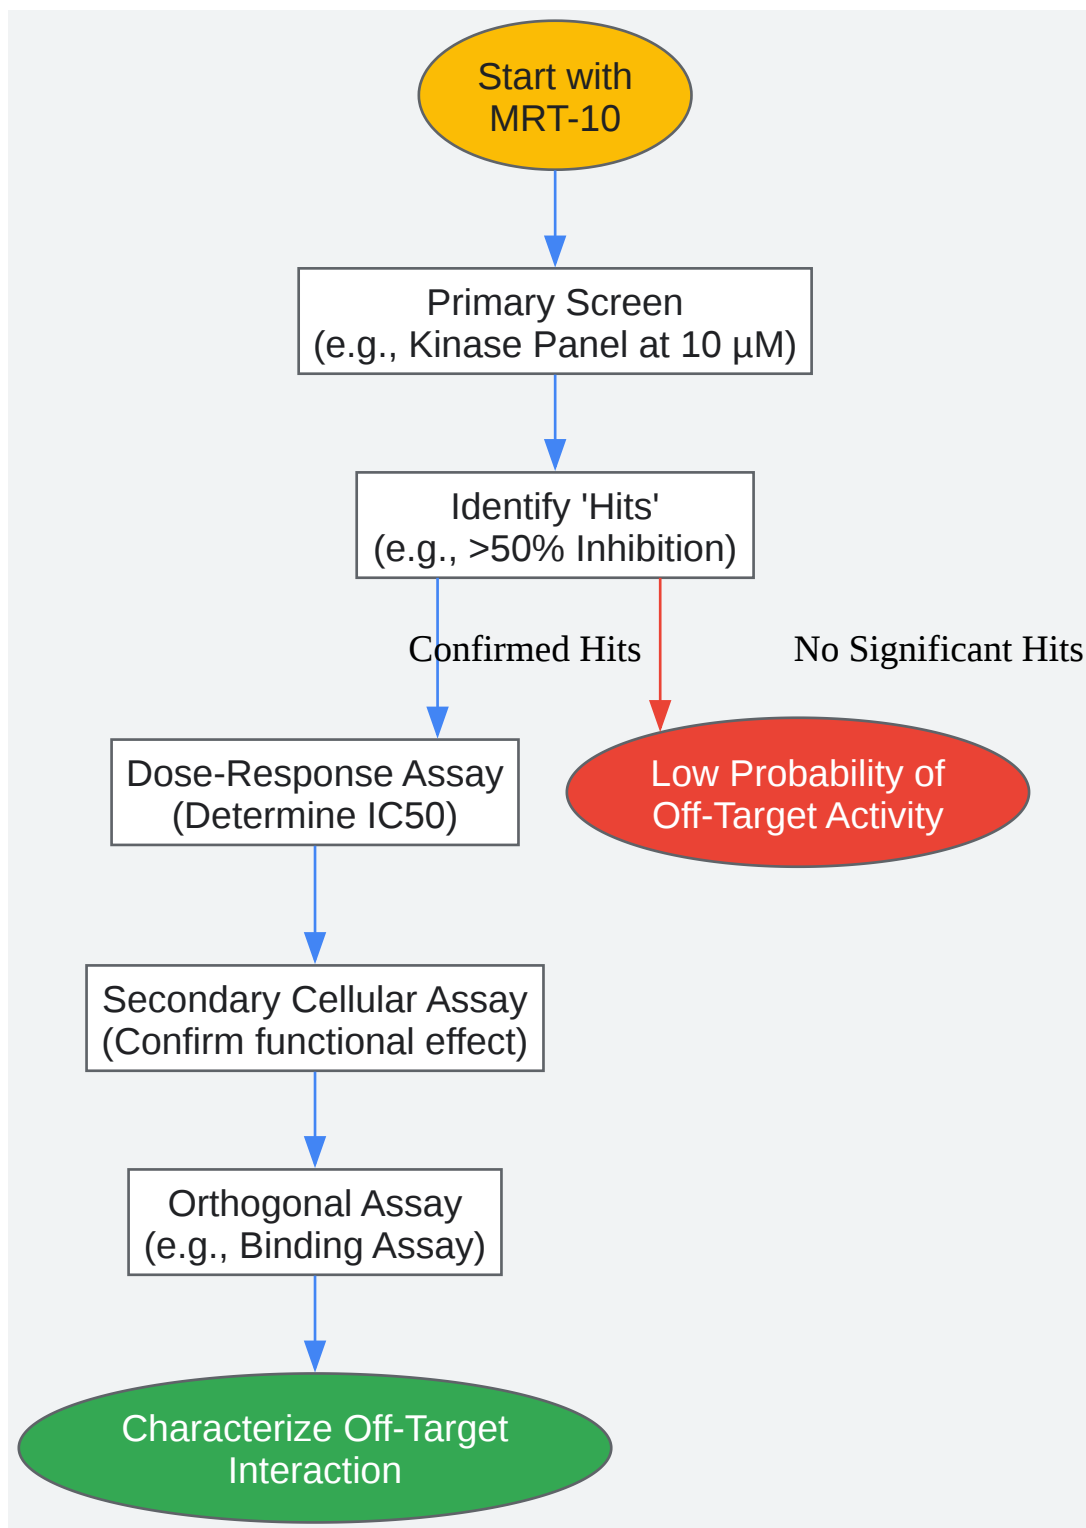 Start with
MRT-10
Primary Screen
(e.g., Kinase Panel at 10 µM)
Identify 'Hits'
(e.g., >50% Inhibition)
Confirmed Hits
No Significant Hits
Dose-Response Assay
(Determine IC50)
Low Probability of
Off-Target Activity
Secondary Cellular Assay
(Confirm functional effect)
Orthogonal Assay
(e.g., Binding Assay)
Characterize Off-Target
Interaction